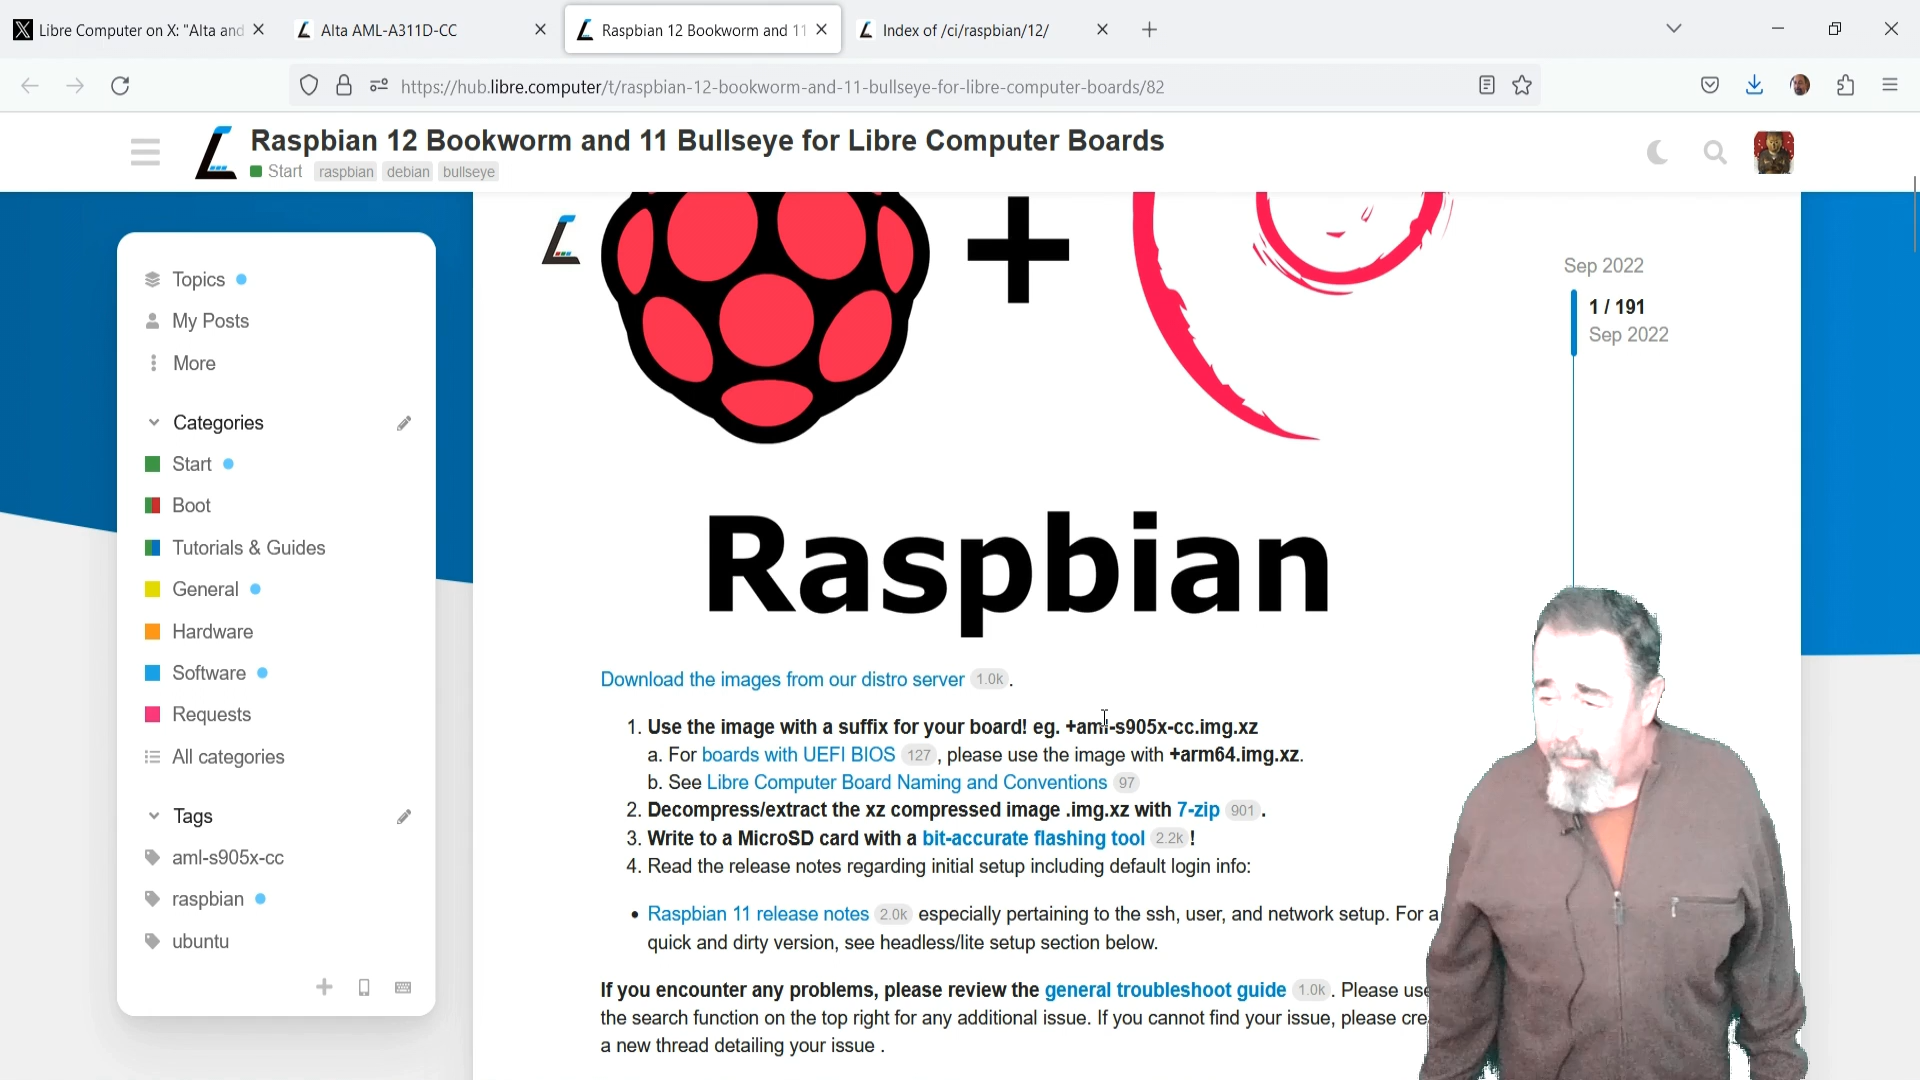 Libre Computer on X: "Alta and
Alta AML-A311D-CC
Raspbian 12 Bookworm and 11
Index of /ci/raspbian/12/
https://hub.libre.computer/t/raspbian-12-bookworm-and-11-bullseye-for-libre-computer-boards/82
Raspbian 12 Bookworm and 11 Bullseye for Libre Computer Boards
Start raspbian debian bullseye
Topics
My Posts
More
Categories
Start
Boot
Tutorials & Guides
General
Hardware
Software
Requests
All categories
Tags
aml-s905x-cc
raspbian
ubuntu
Sep 2022
1 / 191
Sep 2022
Raspbian
Download the images from our distro server 1.0k .
1. Use the image with a suffix for your board! eg. +aml-s905x-cc.img.xz
a. For boards with UEFI BIOS 127 , please use the image with +arm64.img.xz.
b. See Libre Computer Board Naming and Conventions 97
2. Decompress/extract the xz compressed image .img.xz with 7-zip 901 .
3. Write to a MicroSD card with a bit-accurate flashing tool 2.2k !
4. Read the release notes regarding initial setup including default login info:
• Raspbian 11 release notes 2.0k especially pertaining to the ssh, user, and network setup. For a
quick and dirty version, see headless/lite setup section below.
If you encounter any problems, please review the general troubleshoot guide 1.0k . Please use
the search function on the top right for any additional issue. If you cannot find your issue, please cre
a new thread detailing your issue .